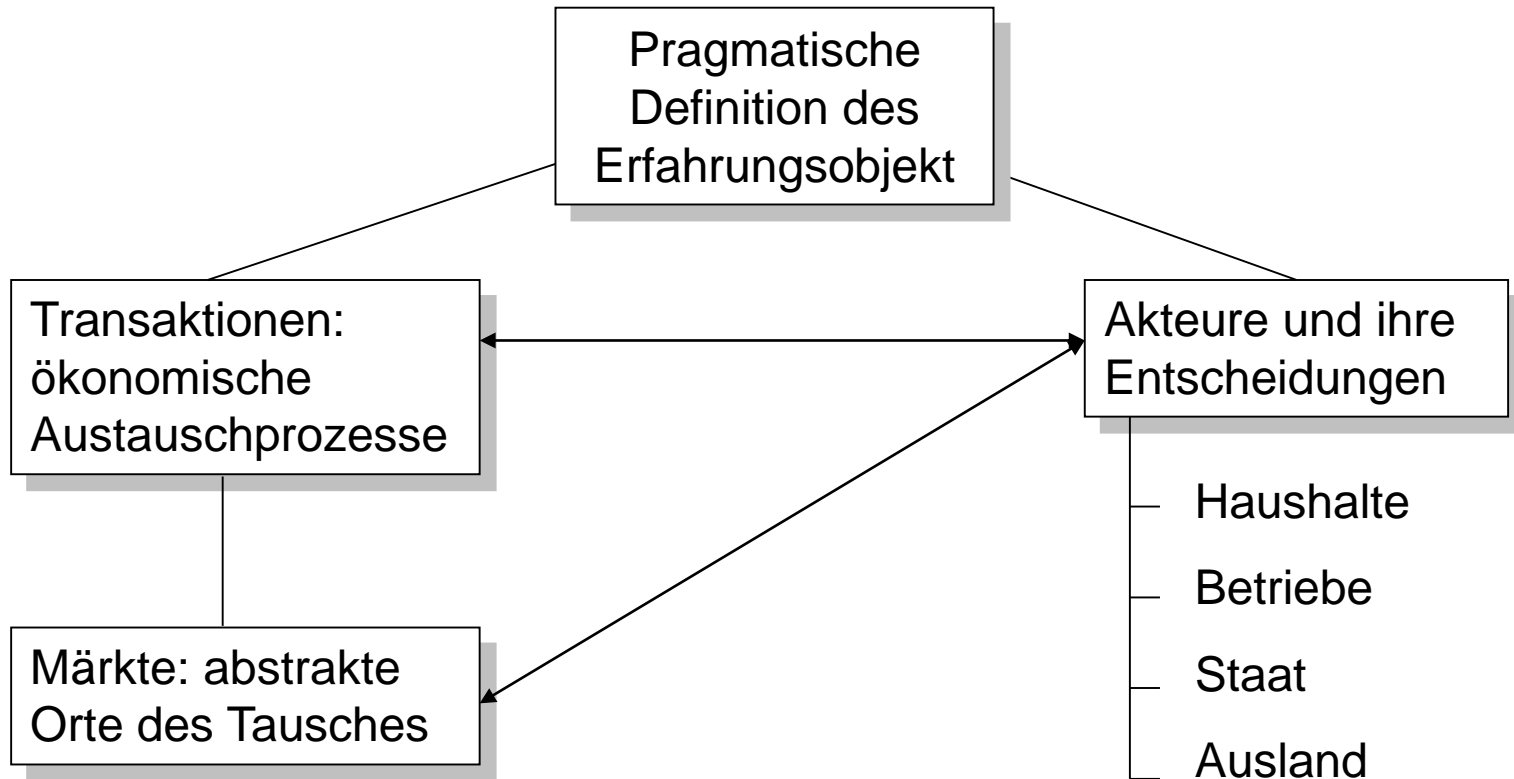 Pragmatische
Definition des
Erfahrungsobjekt
Transaktionen:
ökonomische
Austauschprozesse
Akteure und ihre
Entscheidungen
Haushalte
Betriebe
Staat
Ausland
Märkte: abstrakte
Orte des Tausches